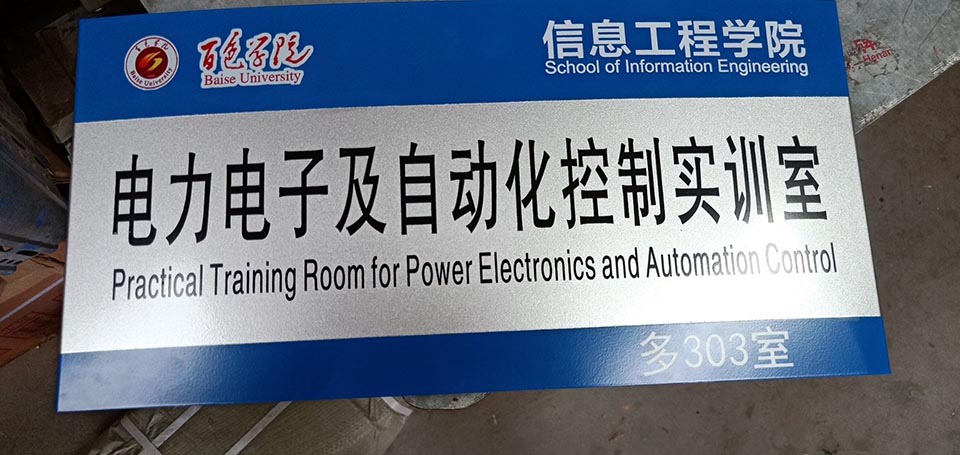 百色学院
Baise University
信息工程学院
School of Information Engineering
电力电子及自动化控制实训室
Practical Training Room for Power Electronics and Automation Control
多303室